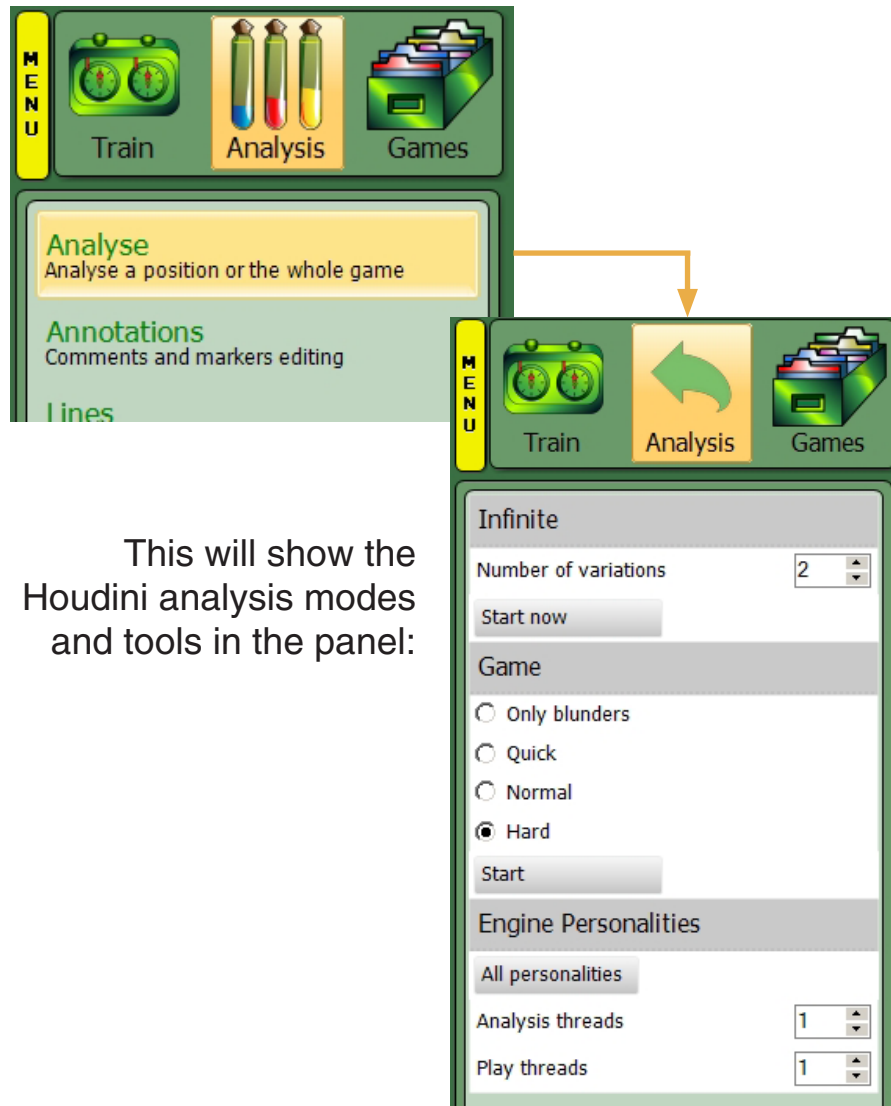 MENU
Train
Analysis
Games
Analyse
Analyse a position or the whole game
Annotations
Comments and markers editing
Lines
This will show the
Houdini analysis modes
and tools in the panel:
MENU
Train
Analysis
Games
Infinite
Number of variations 2
Start now
Game
Only blunders
Quick
Normal
Hard
Start
Engine Personalities
All personalities
Analysis threads 1
Play threads 1